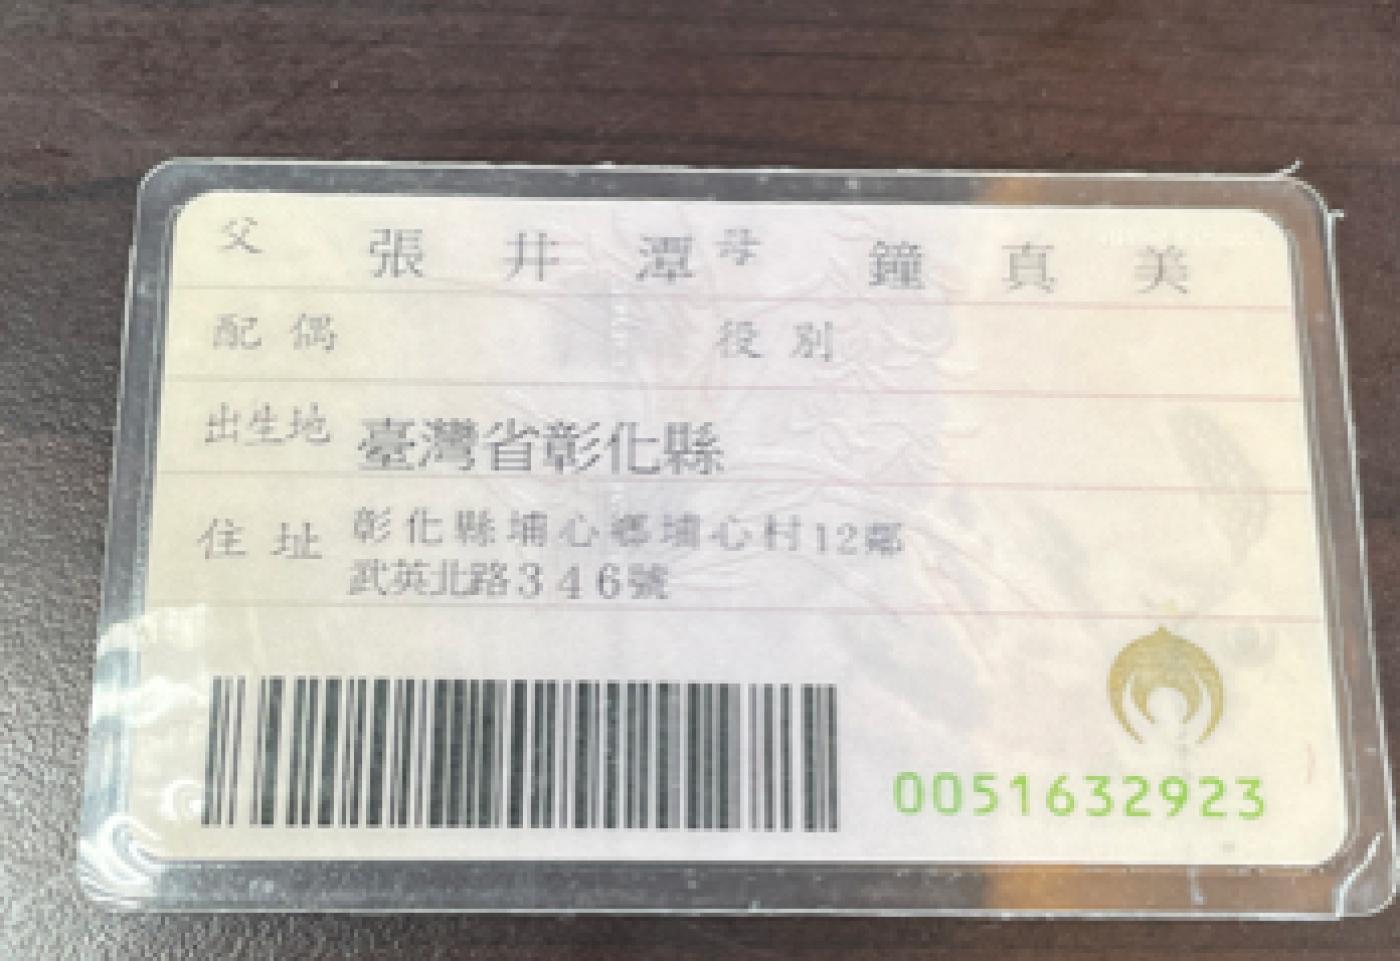 父 張井潭 母 鐘真美
配偶 役別
出生地 臺灣省彰化縣
住址 彰化縣埔心鄉埔心村12鄰
武英北路346號
0051632923